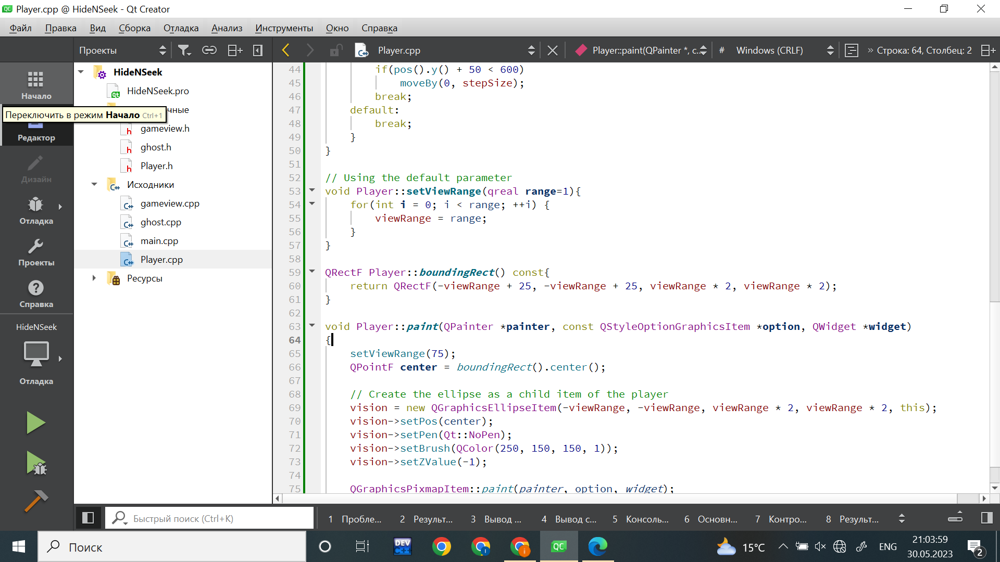 Player.cpp @ HideNSeek - Qt Creator
Файл Правка Вид Сборка Отладка Анализ Инструменты Окно Справка
Проекты
Player.cpp
Player::paint(QPainter *, c...
# Windows (CRLF)
» Строка: 64, Столбец: 2
Начало
Переключить в режим Начало Ctrl+1
Редактор
Дизайн
Отладка
Проекты
Справка
HideNSeek
Отладка
HideNSeek
HideNSeek.pro
чные
gameview.h
ghost.h
Player.h
Исходники
gameview.cpp
ghost.cpp
main.cpp
Player.cpp
Ресурсы
44 if(pos().y() + 50 < 600)
45 moveBy(0, stepSize);
46 break;
47 default:
48 break;
49 }
50 }
51
52 // Using the default parameter
53 void Player::setViewRange(qreal range=1){
54 for(int i = 0; i < range; ++i) {
55 viewRange = range;
56 }
57 }
58
59 QRectF Player::boundingRect() const{
60 return QRectF(-viewRange + 25, -viewRange + 25, viewRange * 2, viewRange * 2);
61 }
62
63 void Player::paint(QPainter *painter, const QStyleOptionGraphicsItem *option, QWidget *widget)
64 {
65 setViewRange(75);
66 QPointF center = boundingRect().center();
67
68 // Create the ellipse as a child item of the player
69 vision = new QGraphicsEllipseItem(-viewRange, -viewRange, viewRange * 2, viewRange * 2, this);
70 vision->setPos(center);
71 vision->setPen(Qt::NoPen);
72 vision->setBrush(QColor(250, 150, 150, 1));
73 vision->setZValue(-1);
74
75 QGraphicsPixmapItem::paint(painter, option, widget);
Быстрый поиск (Ctrl+K)
1 Пробле... 2 Результ... 3 Вывод ... 4 Вывод с... 5 Консоль... 6 Основн... 7 Контро... 8 Результ...
Поиск
DEV C++
QC
15°C
ENG
21:03:59
30.05.2023
2